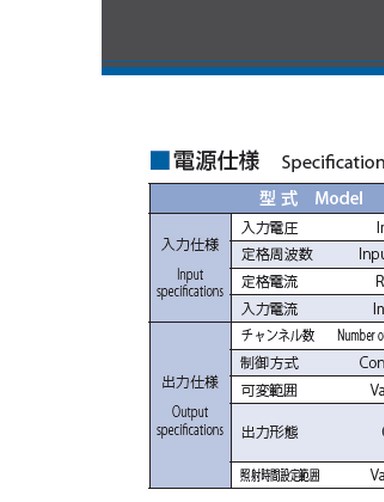 ■電源仕様 Specification
型 式 Model
入力仕様
Input
specifications
入力電圧 In
定格周波数 Inpu
定格電流 R
入力電流 In
出力仕様
Output
specifications
チャンネル数 Number o
制御方式 Con
可変範囲 Va
出力形態
照射時間設定範囲 Va